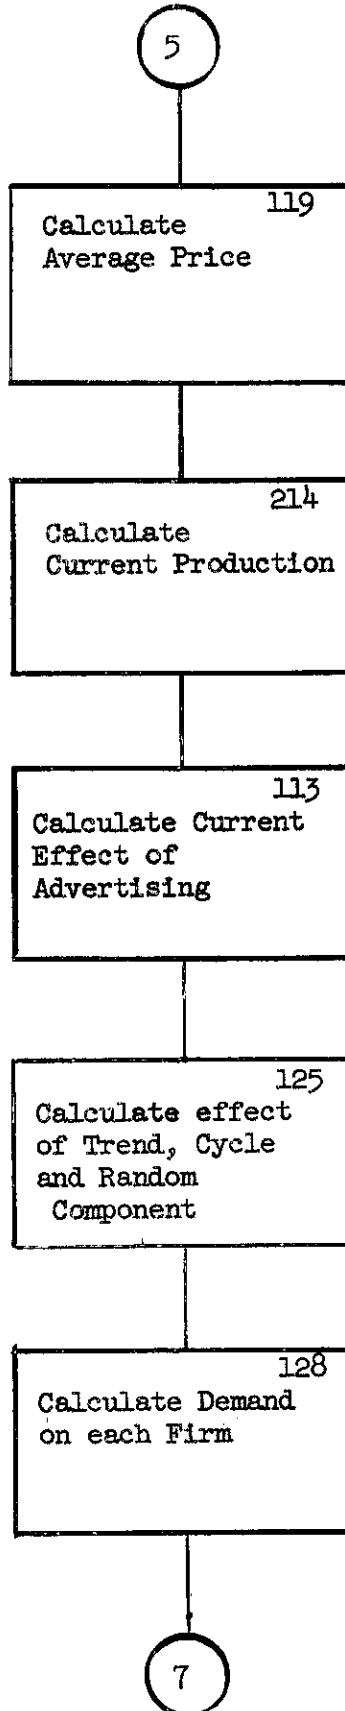 5
119
Calculate
Average Price
214
Calculate
Current Production
113
Calculate Current
Effect of
Advertising
125
Calculate effect
of Trend, Cycle
and Random
Component
128
Calculate Demand
on each Firm
7